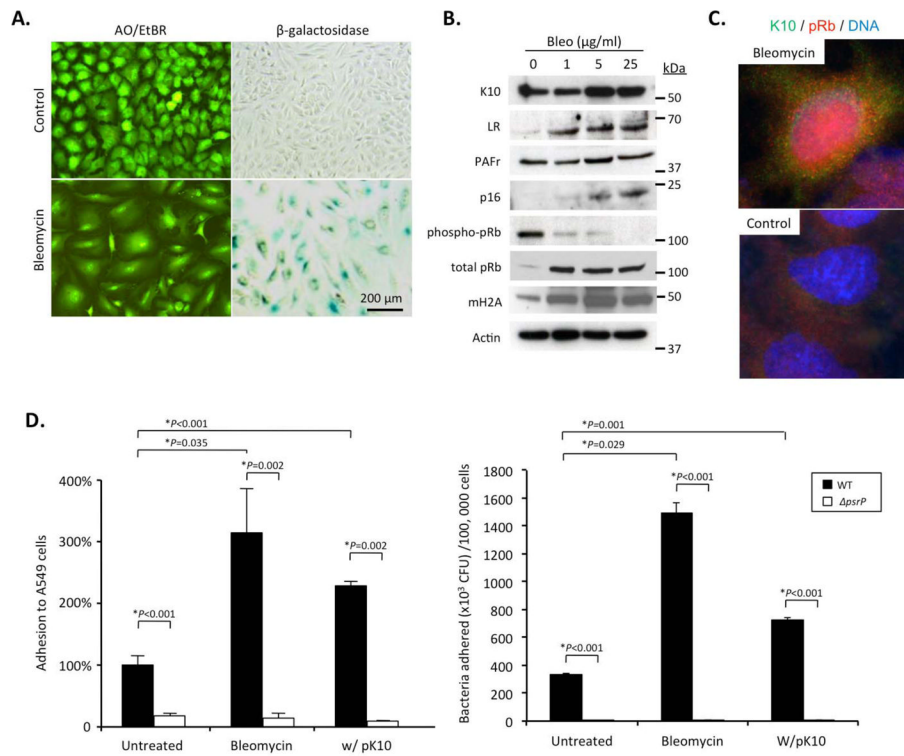 A.
AO/EtBR
β-galactosidase
Control
Bleomycin
200 μm
B.
Bleo (μg/ml)
0 1 5 25 kDa
K10
50
70
LR
PAFr
37
25
p16
phospho-pRb
100
total pRb
100
mH2A
50
Actin
37
C.
K10 / pRb / DNA
Bleomycin
Control
D.
*P<0.001
*P=0.035
*P=0.002
*P=0.002
*P<0.001
Adhesion to A549 cells
400%
300%
200%
100%
0
Untreated Bleomycin w/ pK10
*P=0.001
*P=0.029
*P<0.001
*P=0.001
*P<0.001
Bacteria adhered (x10³ CFU) /100, 000 cells
1800
1600
1400
1200
1000
800
600
400
200
0
Untreated Bleomycin W/pK10
WT
ΔpsrP